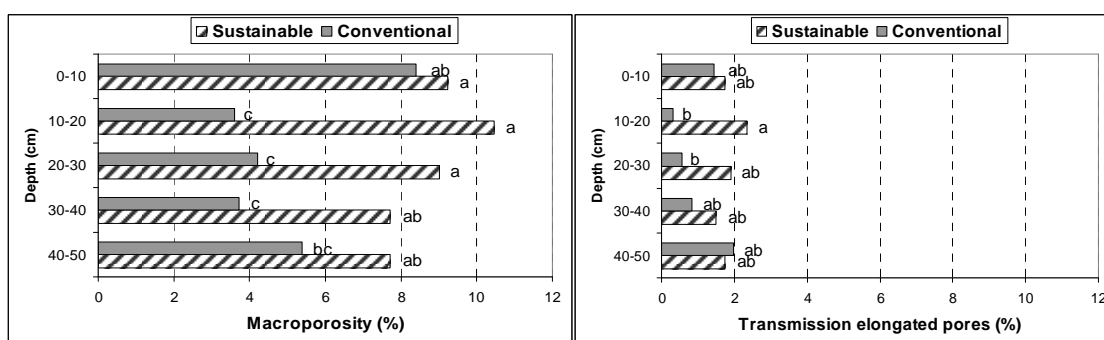 Sustainable Conventional
0-10
ab
a
10-20
c
a
20-30
c
a
30-40
c
ab
40-50
bc
ab
Depth (cm)
0 2 4 6 8 10 12
Macroporosity (%)
Sustainable Conventional
0-10
ab
ab
10-20
b
a
20-30
b
ab
30-40
ab
ab
40-50
ab
ab
Depth (cm)
0 2 4 6 8 10 12
Transmission elongated pores (%)